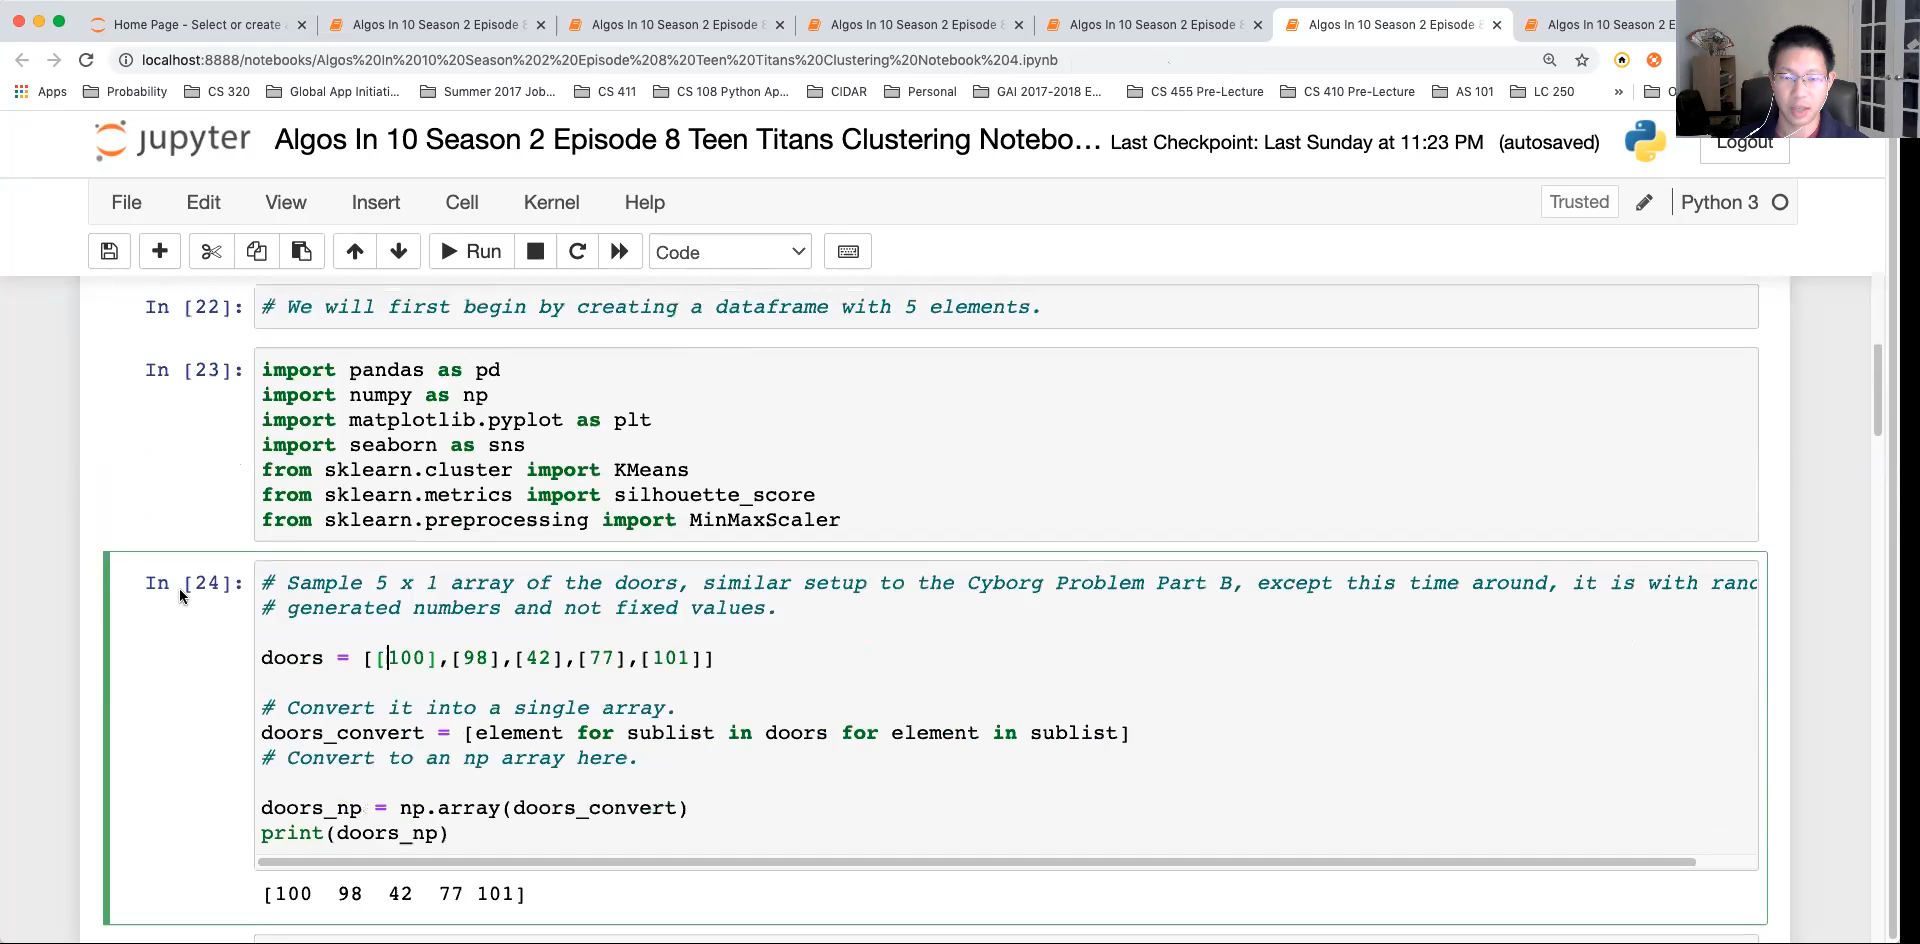 Home Page - Select or create a
Algos In 10 Season 2 Episode 8
Algos In 10 Season 2 Episode 8
Algos In 10 Season 2 Episode 8
Algos In 10 Season 2 Episode 8
Algos In 10 Season 2 Episode 8
Algos In 10 Season 2 E
localhost:8888/notebooks/Algos%20In%2010%20Season%202%20Episode%208%20Teen%20Titans%20Clustering%20Notebook%204.ipynb
Apps Probability CS 320 Global App Initiati... Summer 2017 Job... CS 411 CS 108 Python Ap... CIDAR Personal GAI 2017-2018 E... CS 455 Pre-Lecture CS 410 Pre-Lecture AS 101 LC 250 » O
jupyter Algos In 10 Season 2 Episode 8 Teen Titans Clustering Notebo... Last Checkpoint: Last Sunday at 11:23 PM (autosaved) Logout
File Edit View Insert Cell Kernel Help Trusted Python 3
Run Code
In [22]: # We will first begin by creating a dataframe with 5 elements.
In [23]: import pandas as pd
import numpy as np
import matplotlib.pyplot as plt
import seaborn as sns
from sklearn.cluster import KMeans
from sklearn.metrics import silhouette_score
from sklearn.preprocessing import MinMaxScaler
In [24]: # Sample 5 x 1 array of the doors, similar setup to the Cyborg Problem Part B, except this time around, it is with rand
# generated numbers and not fixed values.
doors = [[100],[98],[42],[77],[101]]
# Convert it into a single array.
doors_convert = [element for sublist in doors for element in sublist]
# Convert to an np array here.
doors_np = np.array(doors_convert)
print(doors_np)
[100 98 42 77 101]